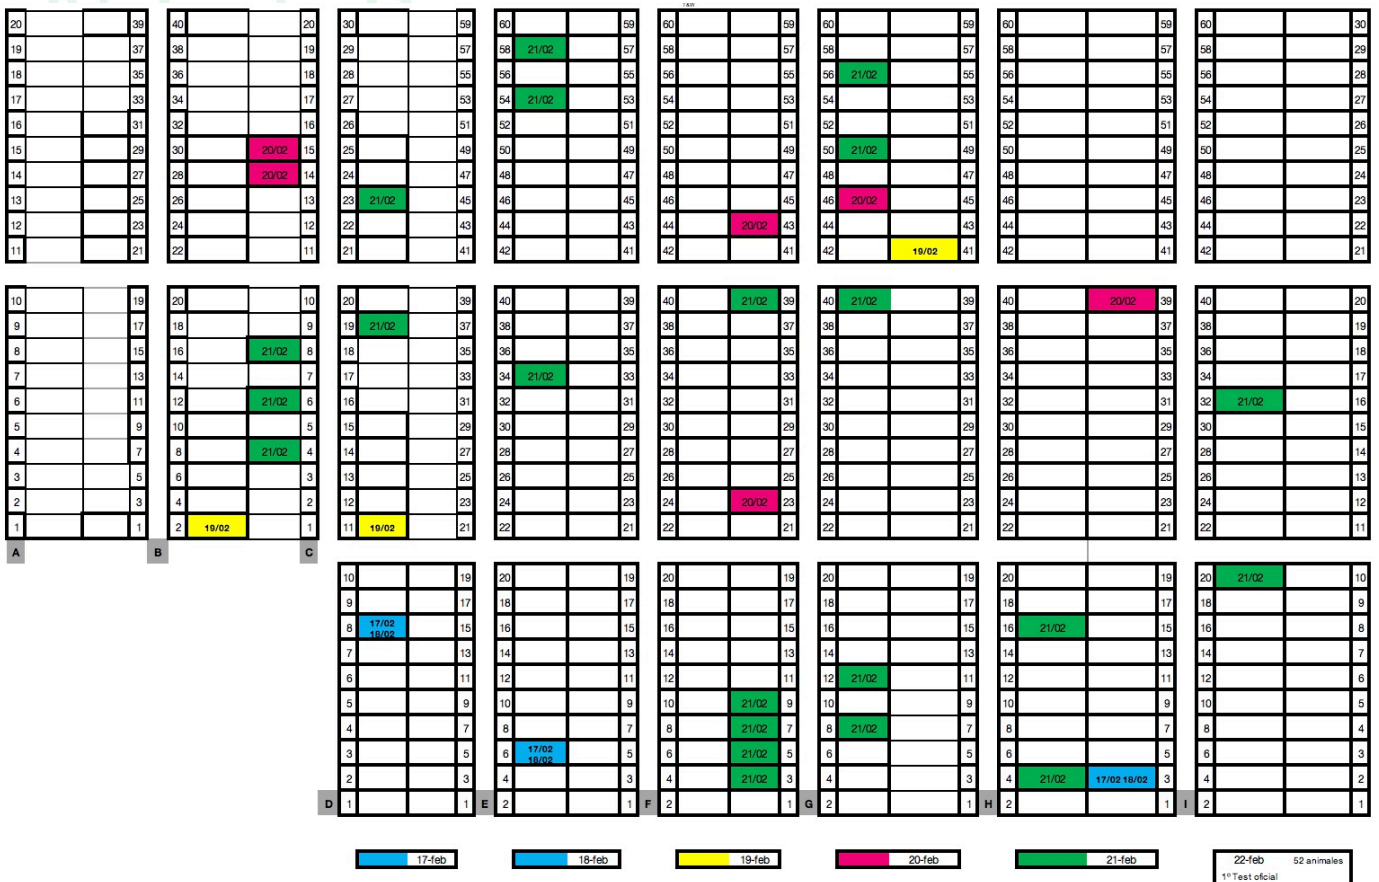 20 39 40 20 30 59 60 59 60 59 60 59 60 59 60 30
19 37 38 19 29 57 58 21/02 57 58 57 58 57 58 57 58 29
18 35 36 18 28 55 56 55 56 55 56 21/02 55 56 55 56 28
17 33 34 17 27 53 54 21/02 53 54 53 54 53 54 53 54 27
16 31 32 16 26 51 52 51 52 51 52 51 52 51 52 26
15 29 30 20/02 15 25 49 50 49 50 49 50 21/02 49 50 49 50 25
14 27 28 20/02 14 24 47 48 47 48 47 48 47 48 47 48 24
13 25 26 13 23 21/02 45 46 45 46 45 46 20/02 45 46 45 46 23
12 23 24 12 22 43 44 43 44 20/02 43 44 43 44 43 44 22
11 21 22 11 21 41 42 41 42 41 42 19/02 41 42 41 42 21
10 19 20 10 20 39 40 39 40 21/02 39 40 21/02 39 40 20/02 39 40 20
9 17 18 9 19 21/02 37 38 37 38 37 38 37 38 37 38 19
8 15 16 21/02 8 18 35 36 35 36 35 36 35 36 35 36 18
7 13 14 7 17 33 34 21/02 33 34 33 34 33 34 33 34 17
6 11 12 21/02 6 16 31 32 31 32 31 32 31 32 31 32 21/02 16
5 9 10 5 15 29 30 29 30 29 30 29 30 29 30 15
4 7 8 21/02 4 14 27 28 27 28 27 28 27 28 27 28 14
3 5 6 3 13 25 26 25 26 25 26 25 26 25 26 13
2 3 4 2 12 23 24 23 24 20/02 23 24 23 24 23 24 12
1 1 2 19/02 1 11 19/02 21 22 21 22 21 22 21 22 21 22 11
A B C
10 19 20 19 20 19 20 19 20 19 20 21/02 10
9 17 18 17 18 17 18 17 18 17 18 9
8 17/02 18/02 15 16 15 16 15 16 15 16 21/02 15 16 8
7 13 14 13 14 13 14 13 14 13 14 7
6 11 12 11 12 11 12 21/02 11 12 11 12 6
5 9 10 9 10 21/02 9 10 9 10 9 10 5
4 7 8 7 8 21/02 7 8 21/02 7 8 7 8 4
3 5 6 17/02 18/02 5 6 21/02 5 6 5 6 5 6 3
2 3 4 3 4 21/02 3 4 3 4 21/02 17/02 18/02 3 4 2
D 1 1 E 2 1 F 2 1 G 2 1 H 2 1 I 2 1
17-feb 18-feb 19-feb 20-feb 21-feb 22-feb 52 animales
1º Test oficial